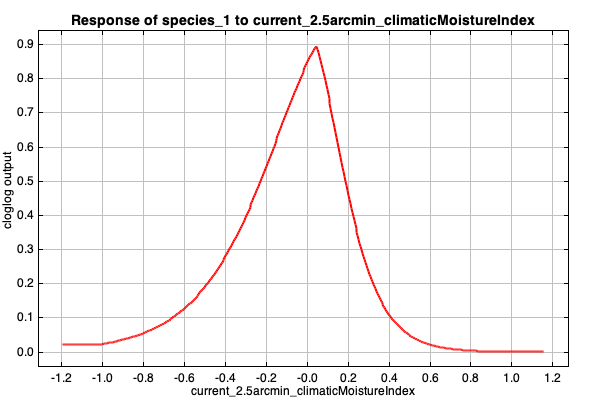 Response of species_1 to current_2.5arcmin_climaticMoistureIndex
0.9
0.8
0.7
0.6
0.5
0.4
0.3
0.2
0.1
0.0
cloglog output
-1.2 -1.0 -0.8 -0.6 -0.4 -0.2 -0.0 0.2 0.4 0.6 0.8 1.0 1.2
current_2.5arcmin_climaticMoistureIndex